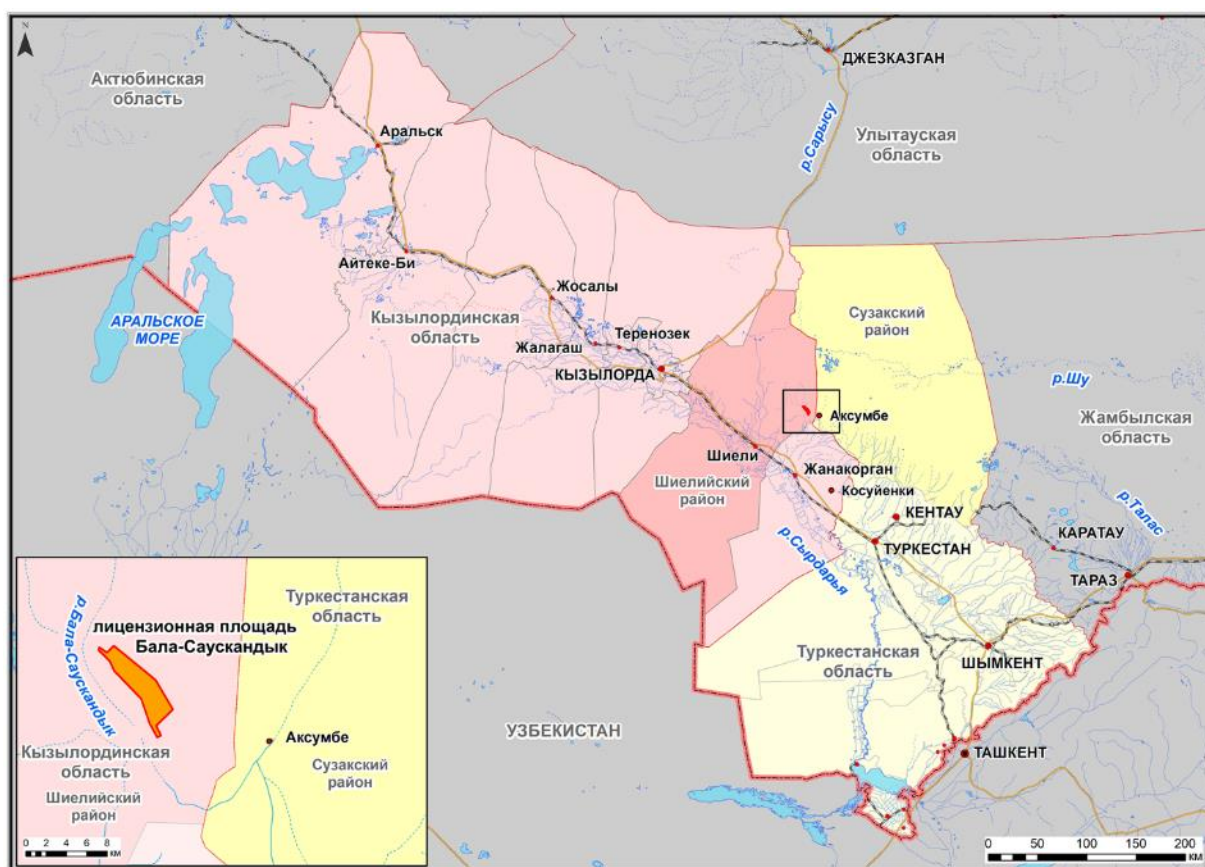 N
ДЖЕЗКАЗГАН
Актюбинская
область
Аральск
р.Сарысу
Улытауская
область
Айтеке-Би
АРАЛЬСКОЕ
МОРЕ
Жосалы
Кызылординская
область
Теренозек
Жалагаш
КЫЗЫЛОРДА
Сузакский
район
р.Шу
Аксумбе
Жамбылская
область
Шиели
Шиелийский
район
Жанакорган
Косуйенки
КЕНТАУ
р.Талас
КАРАТАУ
ТУРКЕСТАН
р.Сырдарья
ТАРАЗ
Туркестанская
область
ШЫМКЕНТ
УЗБЕКИСТАН
ТАШКЕНТ
0 50 100 150 200
КМ
Туркестанская
область
лицензионная площадь
Бала-Саускандык
р.Бала-Саускандык
Аксумбе
Кызылординская
область
Сузакский
район
Шиелийский
район
0 2 4 6 8
КМ